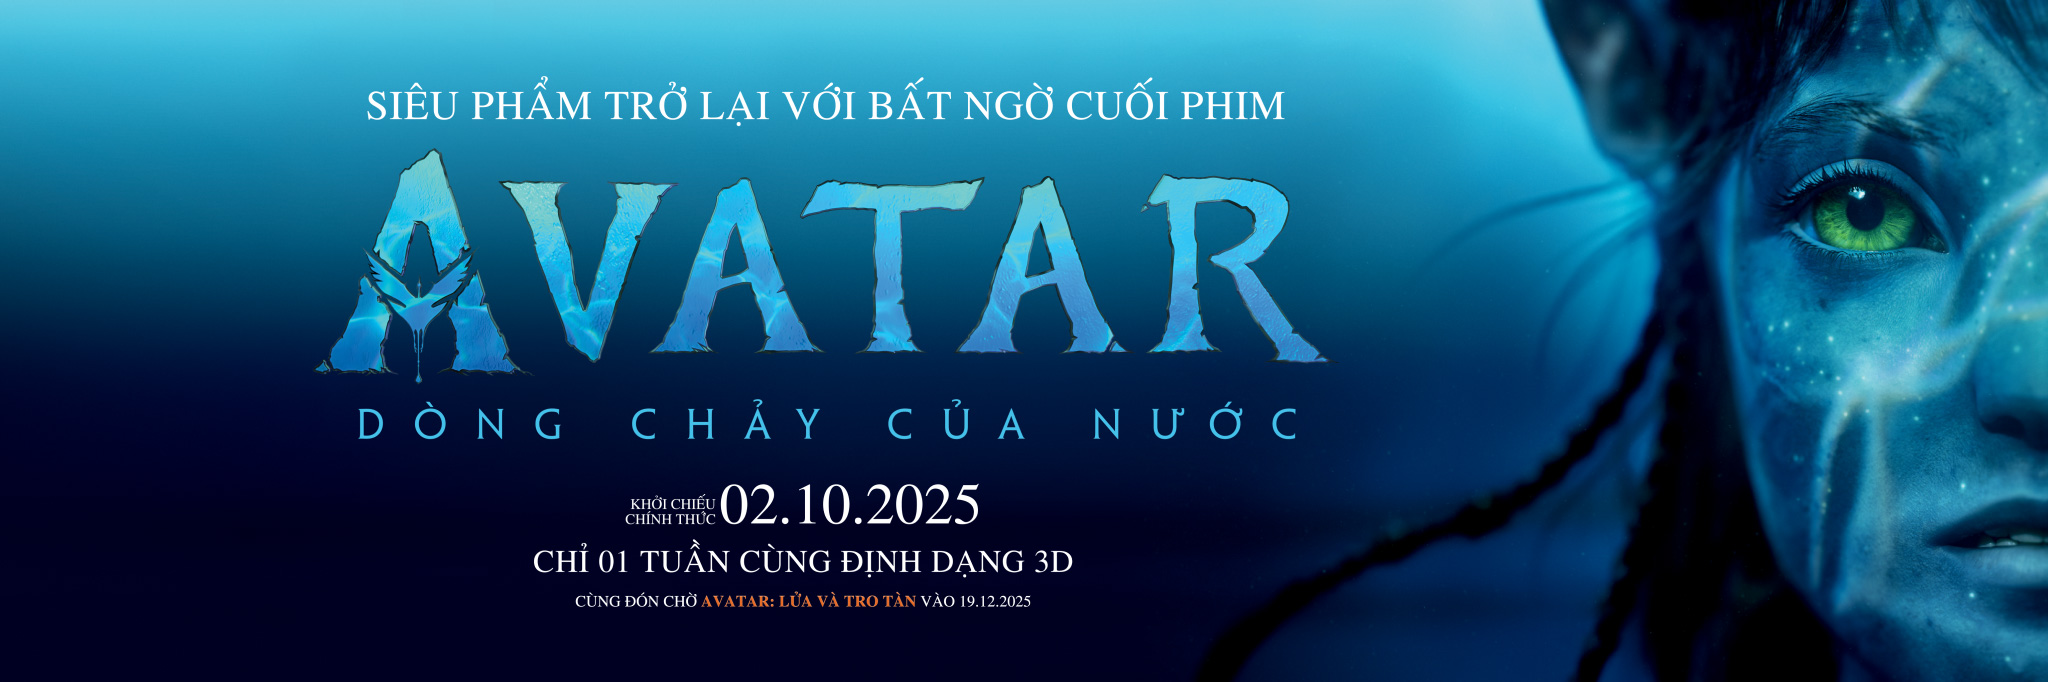 SIÊU PHẨM TRỞ LẠI VỚI BẤT NGỜ CUỐI PHIM
AVATAR
DÒNG CHẢY CỦA NƯỚC
KHỞI CHIẾU
CHÍNH THỨC 02.10.2025
CHỈ 01 TUẦN CÙNG ĐỊNH DẠNG 3D
CÙNG ĐÓN CHỜ AVATAR: LỬA VÀ TRO TÀN VÀO 19.12.2025